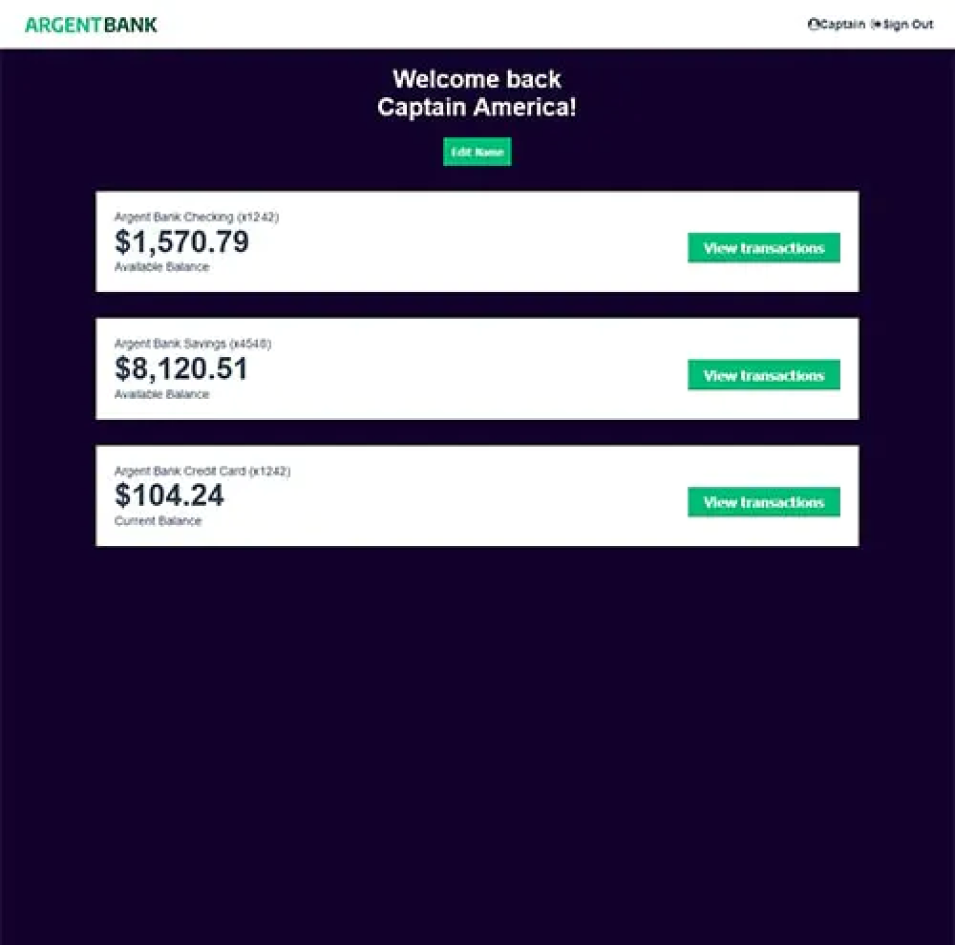 ARGENTBANK
Captain Sign Out
Welcome back
Captain America!
Edit Name
Argent Bank Checking (x1242)
$1,570.79
Available Balance
View transactions
Argent Bank Savings (x4548)
$8,120.51
Available Balance
View transactions
Argent Bank Credit Card (x1242)
$104.24
Current Balance
View transactions